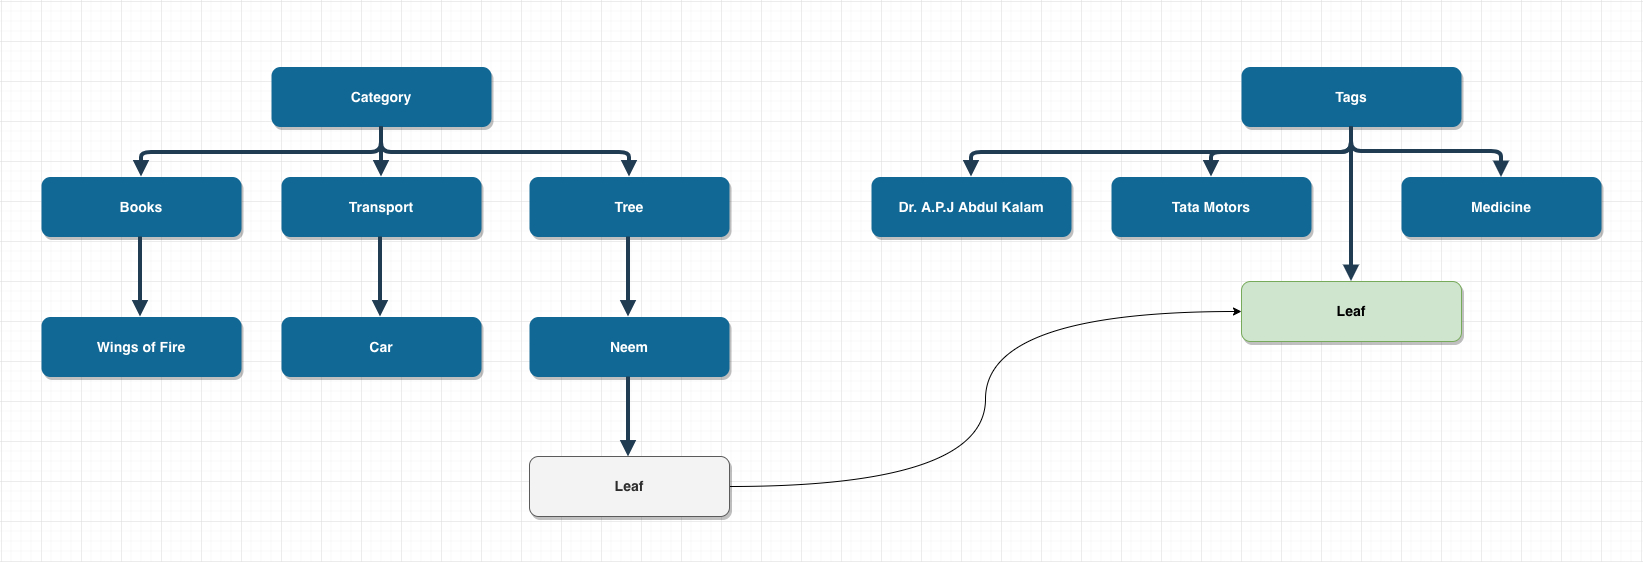 Category
Tags
Books
Transport
Tree
Dr. A.P.J Abdul Kalam
Tata Motors
Medicine
Leaf
Wings of Fire
Car
Neem
Leaf